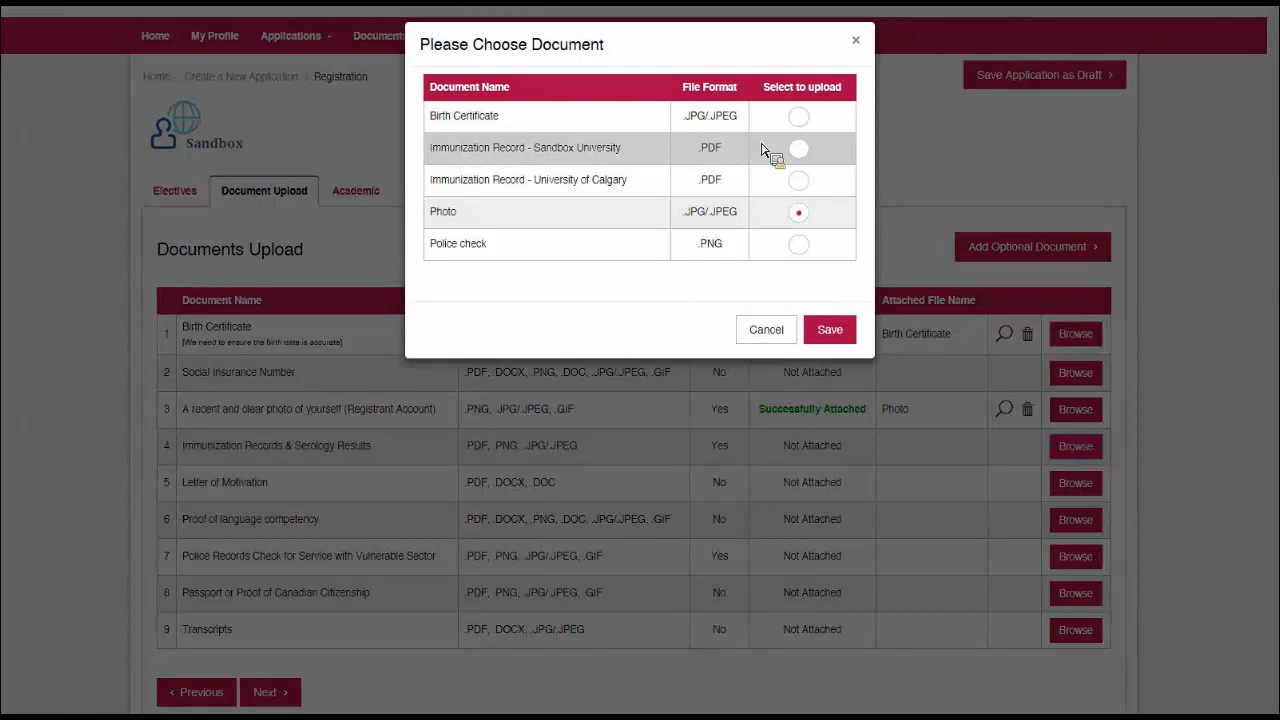 Home My Profile Applications Document
Home Create a New Application Registration
Save Application as Draft ›
Sandbox
Electives Document Upload Academic
Please Choose Document ×
Document Name File Format Select to upload
Birth Certificate .JPG/.JPEG
Immunization Record - Sandbox University .PDF
Immunization Record - University of Calgary .PDF
Photo .JPG/.JPEG
Police check .PNG
Cancel Save
Documents Upload
Add Optional Document ›
Document Name Attached File Name
1 Birth Certificate Birth Certificate Browse
[We need to ensure the birth date is accurate]
2 Social Insurance Number .PDF, .DOCX, .PNG, .DOC, .JPG/.JPEG, .GIF No Not Attached Browse
3 A recent and clear photo of yourself (Registrant Account) .PNG, .JPG/.JPEG, .GIF Yes Successfully Attached Photo Browse
4 Immunization Records & Serology Results .PDF, .PNG, .JPG/.JPEG Yes Not Attached Browse
5 Letter of Motivation .PDF, .DOCX, .DOC No Not Attached Browse
6 Proof of language competency .PDF, .DOCX, .PNG, .DOC, .JPG/.JPEG, .GIF No Not Attached Browse
7 Police Records Check for Service with Vulnerable Sector .PDF, .PNG, .JPG/.JPEG, .GIF Yes Not Attached Browse
8 Passport or Proof of Canadian Citizenship .PDF, .PNG, .JPG/.JPEG, .GIF No Not Attached Browse
9 Transcripts .PDF, .DOCX, .JPG/.JPEG No Not Attached Browse
‹ Previous Next ›